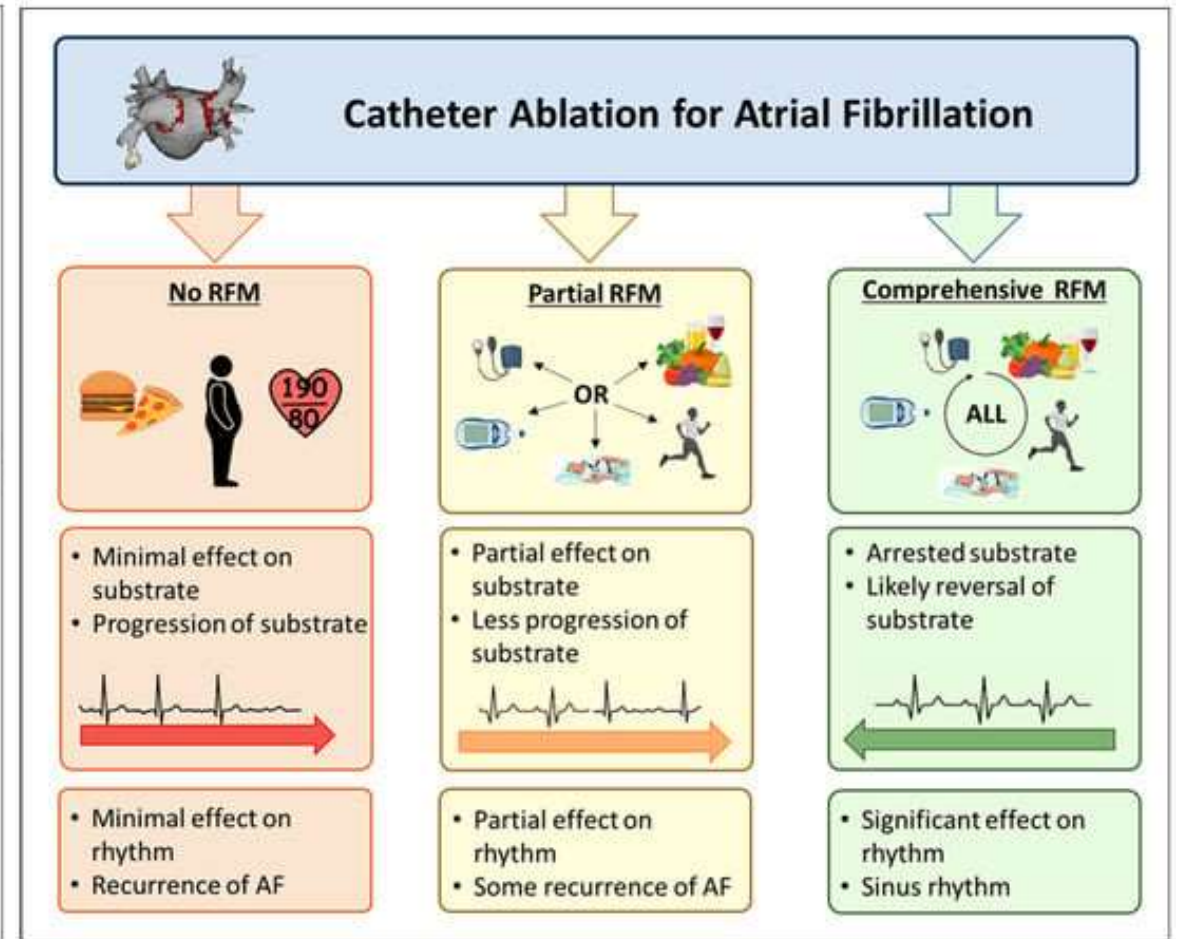 Catheter Ablation for Atrial Fibrillation
No RFM
190
80
• Minimal effect on
substrate
• Progression of substrate
• Minimal effect on
rhythm
• Recurrence of AF
Partial RFM
OR
• Partial effect on
substrate
• Less progression of
substrate
• Partial effect on
rhythm
• Some recurrence of AF
Comprehensive RFM
ALL
• Arrested substrate
• Likely reversal of
substrate
• Significant effect on
rhythm
• Sinus rhythm